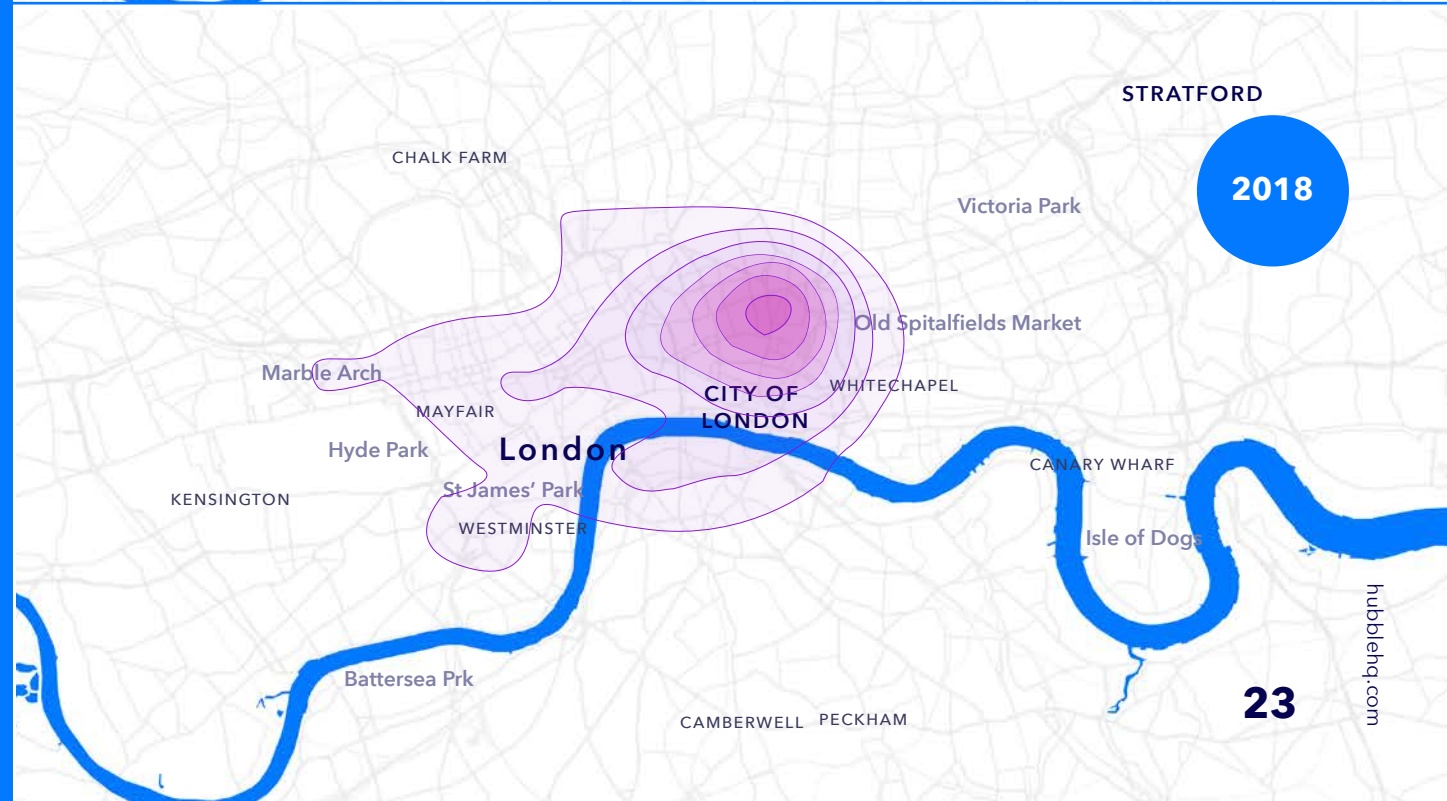 STRATFORD
CHALK FARM
2018
Victoria Park
Old Spitalfields Market
Marble Arch
WHITECHAPEL
CITY OF
LONDON
MAYFAIR
Hyde Park
London
CANARY WHARF
St James’ Park
KENSINGTON
WESTMINSTER
Isle of Dogs
hubblehq.com
Battersea Prk
23
CAMBERWELL
PECKHAM